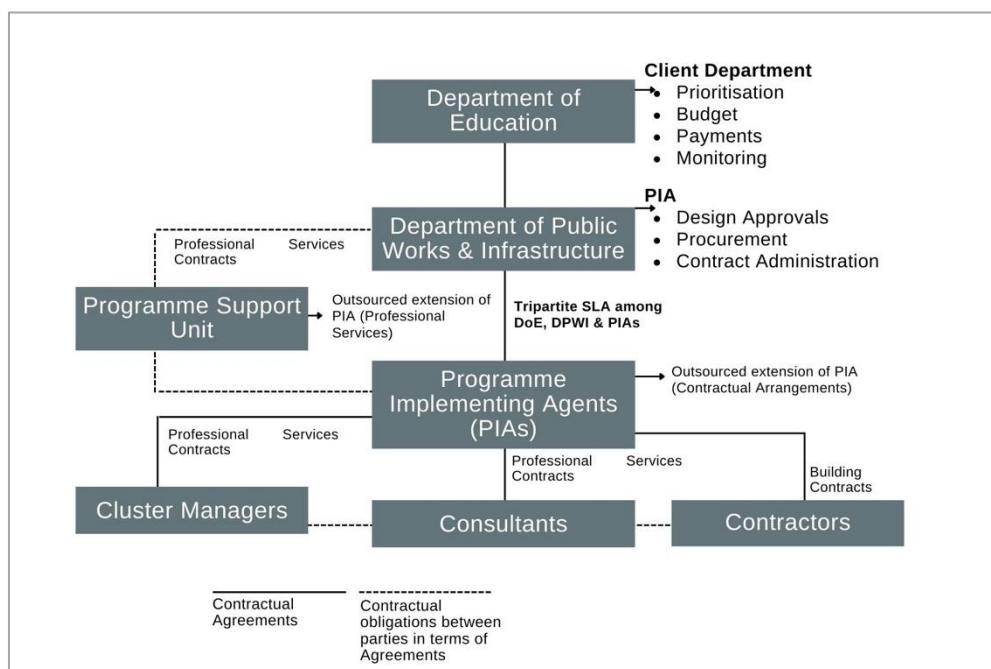 Department of
Education
Client Department
• Prioritisation
• Budget
• Payments
• Monitoring
Department of Public
Works & Infrastructure
PIA
• Design Approvals
• Procurement
• Contract Administration
Professional Services
Contracts
Programme Support
Unit
Outsourced extension of
PIA (Professional
Services)
Tripartite SLA among
DoE, DPWI & PIAs
Programme
Implementing Agents
(PIAs)
Outsourced extension of PIA
(Contractual Arrangements)
Professional Services
Contracts
Professional Services
Contracts
Building
Contracts
Cluster Managers
Consultants
Contractors
Contractual
Agreements
Contractual
obligations between
parties in terms of
Agreements